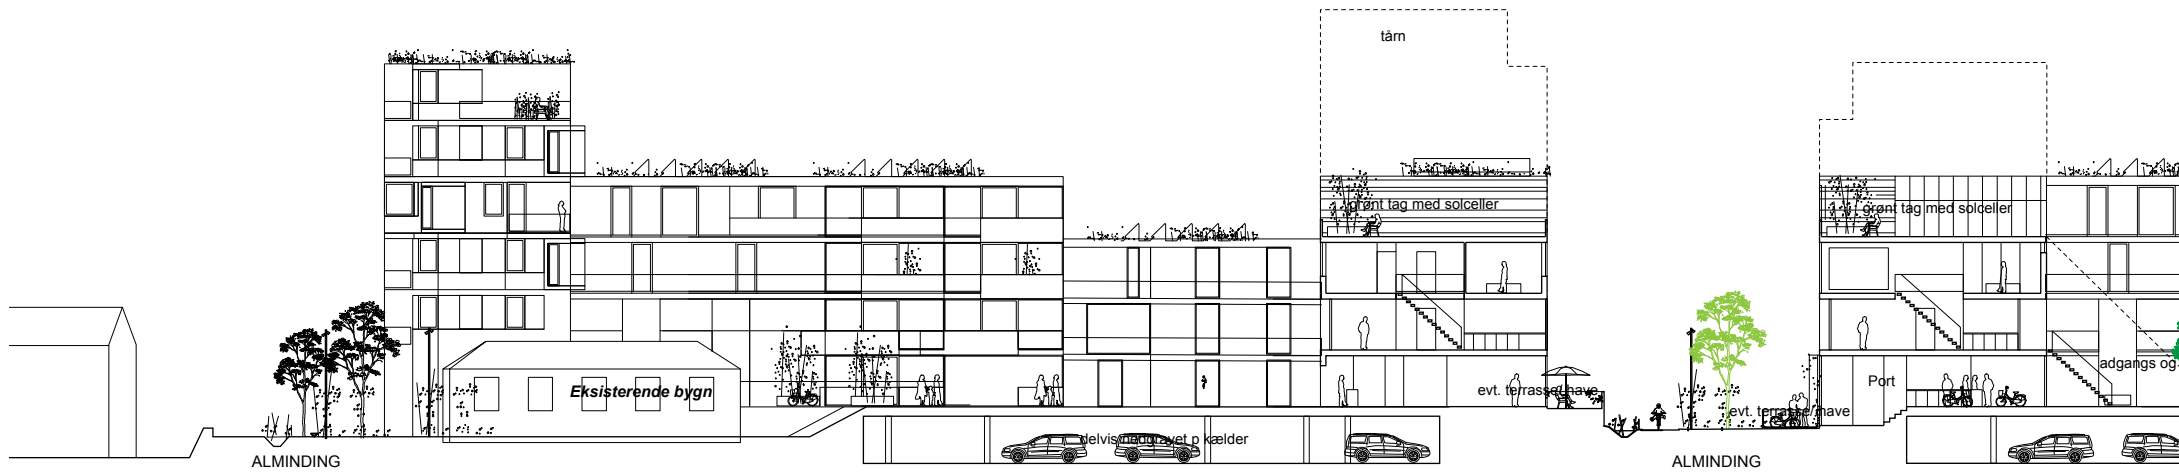 tårn
grønt tag med solceller
grønt tag med solceller
adgangs og
Port
Eksisterende bygn
evt. terrasse/have
evt. terrasse/have
delvis nedgravet p kælder
ALMINDING
ALMINDING